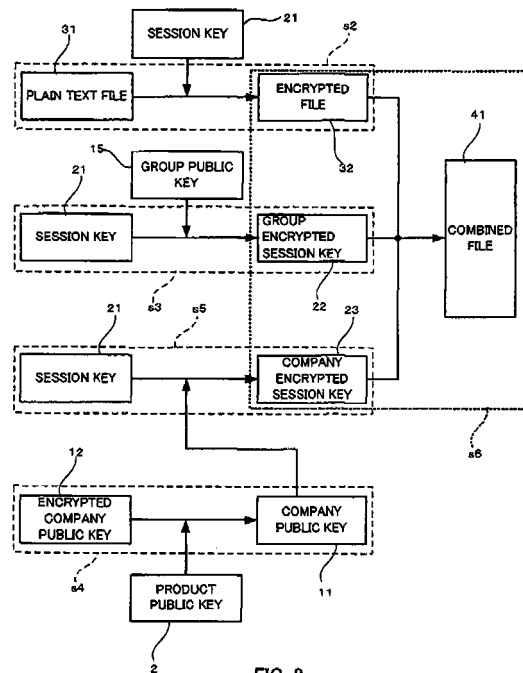 21
SESSION KEY
s2
31
PLAIN TEXT FILE
ENCRYPTED
FILE
32
41
COMBINED
FILE
15
GROUP PUBLIC
KEY
21
SESSION KEY
GROUP
ENCRYPTED
SESSION KEY
22
s3
s5
21
SESSION KEY
23
COMPANY
ENCRYPTED
SESSION KEY
s6
12
ENCRYPTED
COMPANY
PUBLIC KEY
COMPANY
PUBLIC KEY
11
s4
PRODUCT
PUBLIC KEY
2